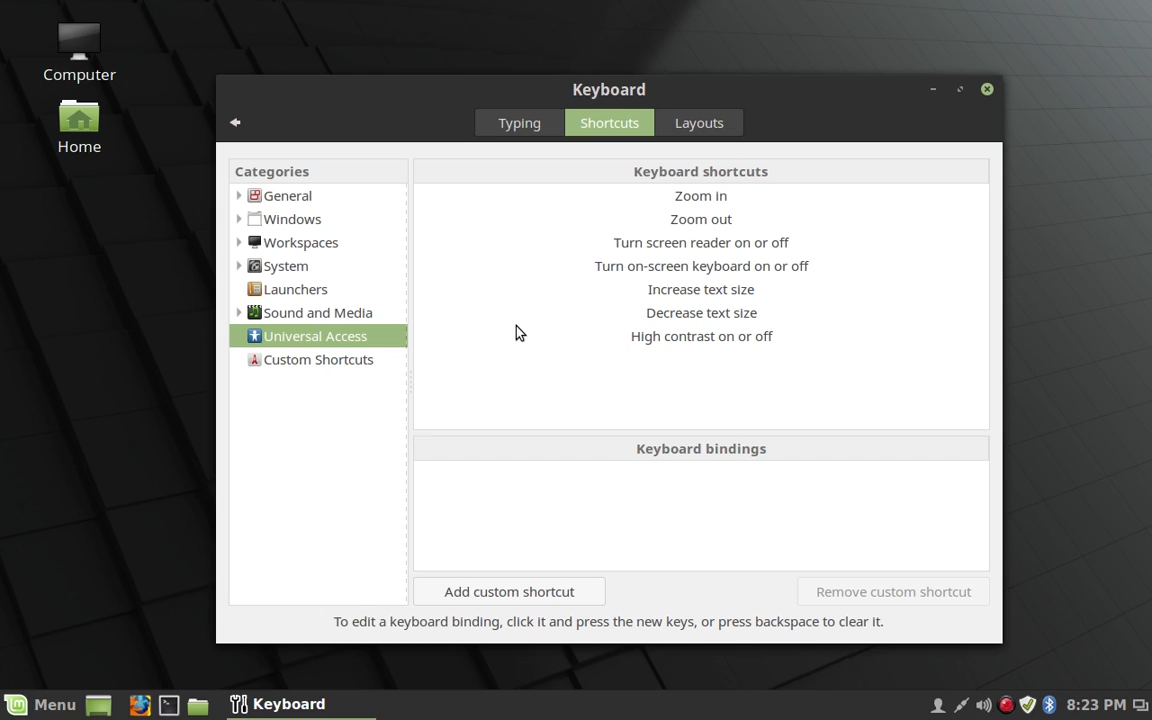 Computer
Home
Keyboard
Typing
Shortcuts
Layouts
Categories
General
Windows
Workspaces
System
Launchers
Sound and Media
Universal Access
Custom Shortcuts
Keyboard shortcuts
Zoom in
Zoom out
Turn screen reader on or off
Turn on-screen keyboard on or off
Increase text size
Decrease text size
High contrast on or off
Keyboard bindings
Add custom shortcut
Remove custom shortcut
To edit a keyboard binding, click it and press the new keys, or press backspace to clear it.
Menu
Keyboard
8:23 PM